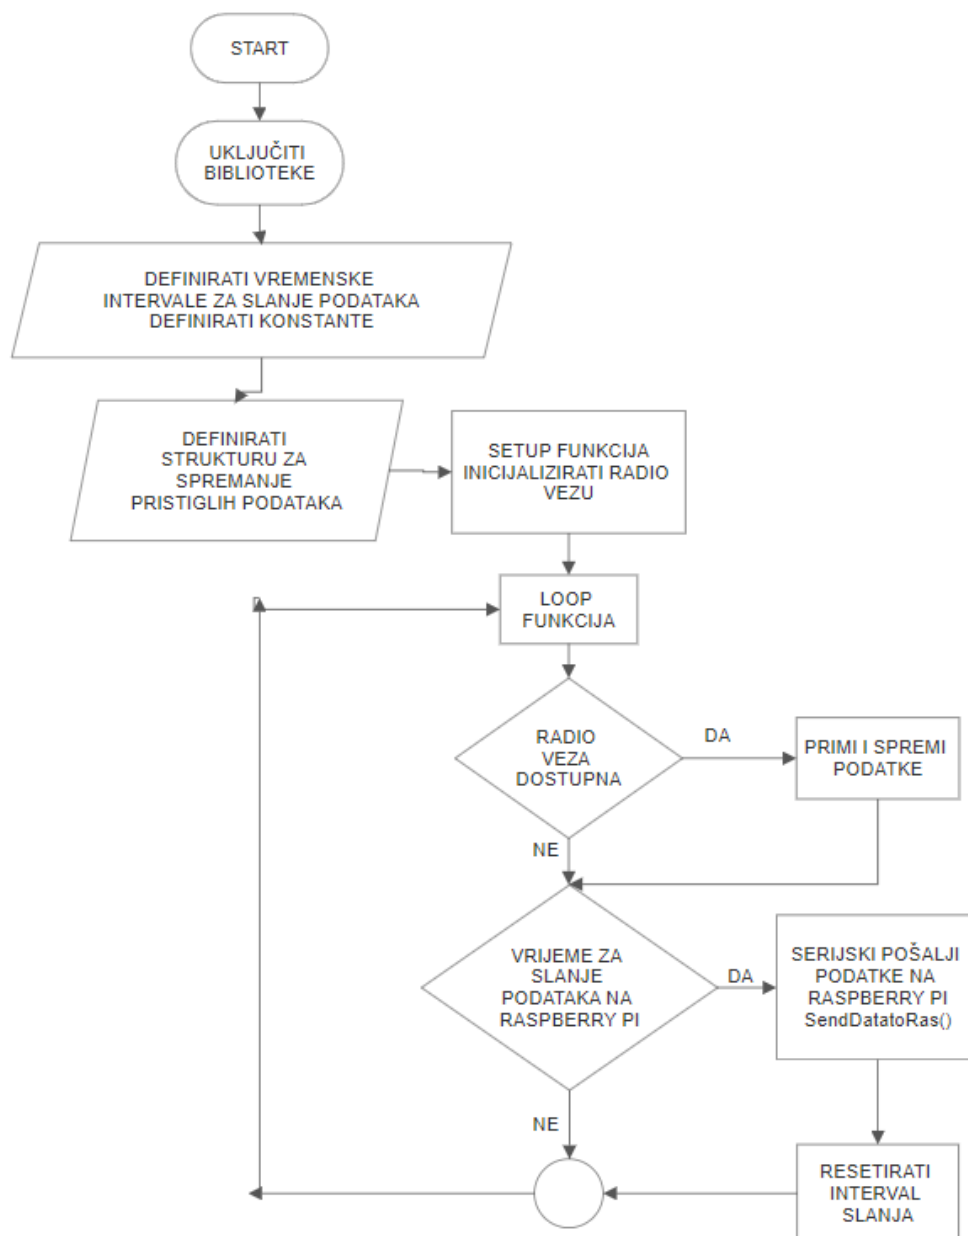 START
UKLJUČITI
BIBLIOTEKE
DEFINIRATI VREMENSKE
INTERVALE ZA SLANJE PODATAKA
DEFINIRATI KONSTANTE
DEFINIRATI
STRUKTURU ZA
SPREMANJE
PRISTIGLIH PODATAKA
SETUP FUNKCIJA
INICIJALIZIRATI RADIO
VEZU
LOOP
FUNKCIJA
RADIO
VEZA
DOSTUPNA
DA
PRIMI I SPREMI
PODATKE
NE
VRIJEME ZA
SLANJE
PODATAKA NA
RASPBERRY PI
DA
SERIJSKI POŠALJI
PODATKE NA
RASPBERRY PI
SendDatatoRas()
NE
RESETIRATI
INTERVAL
SLANJA